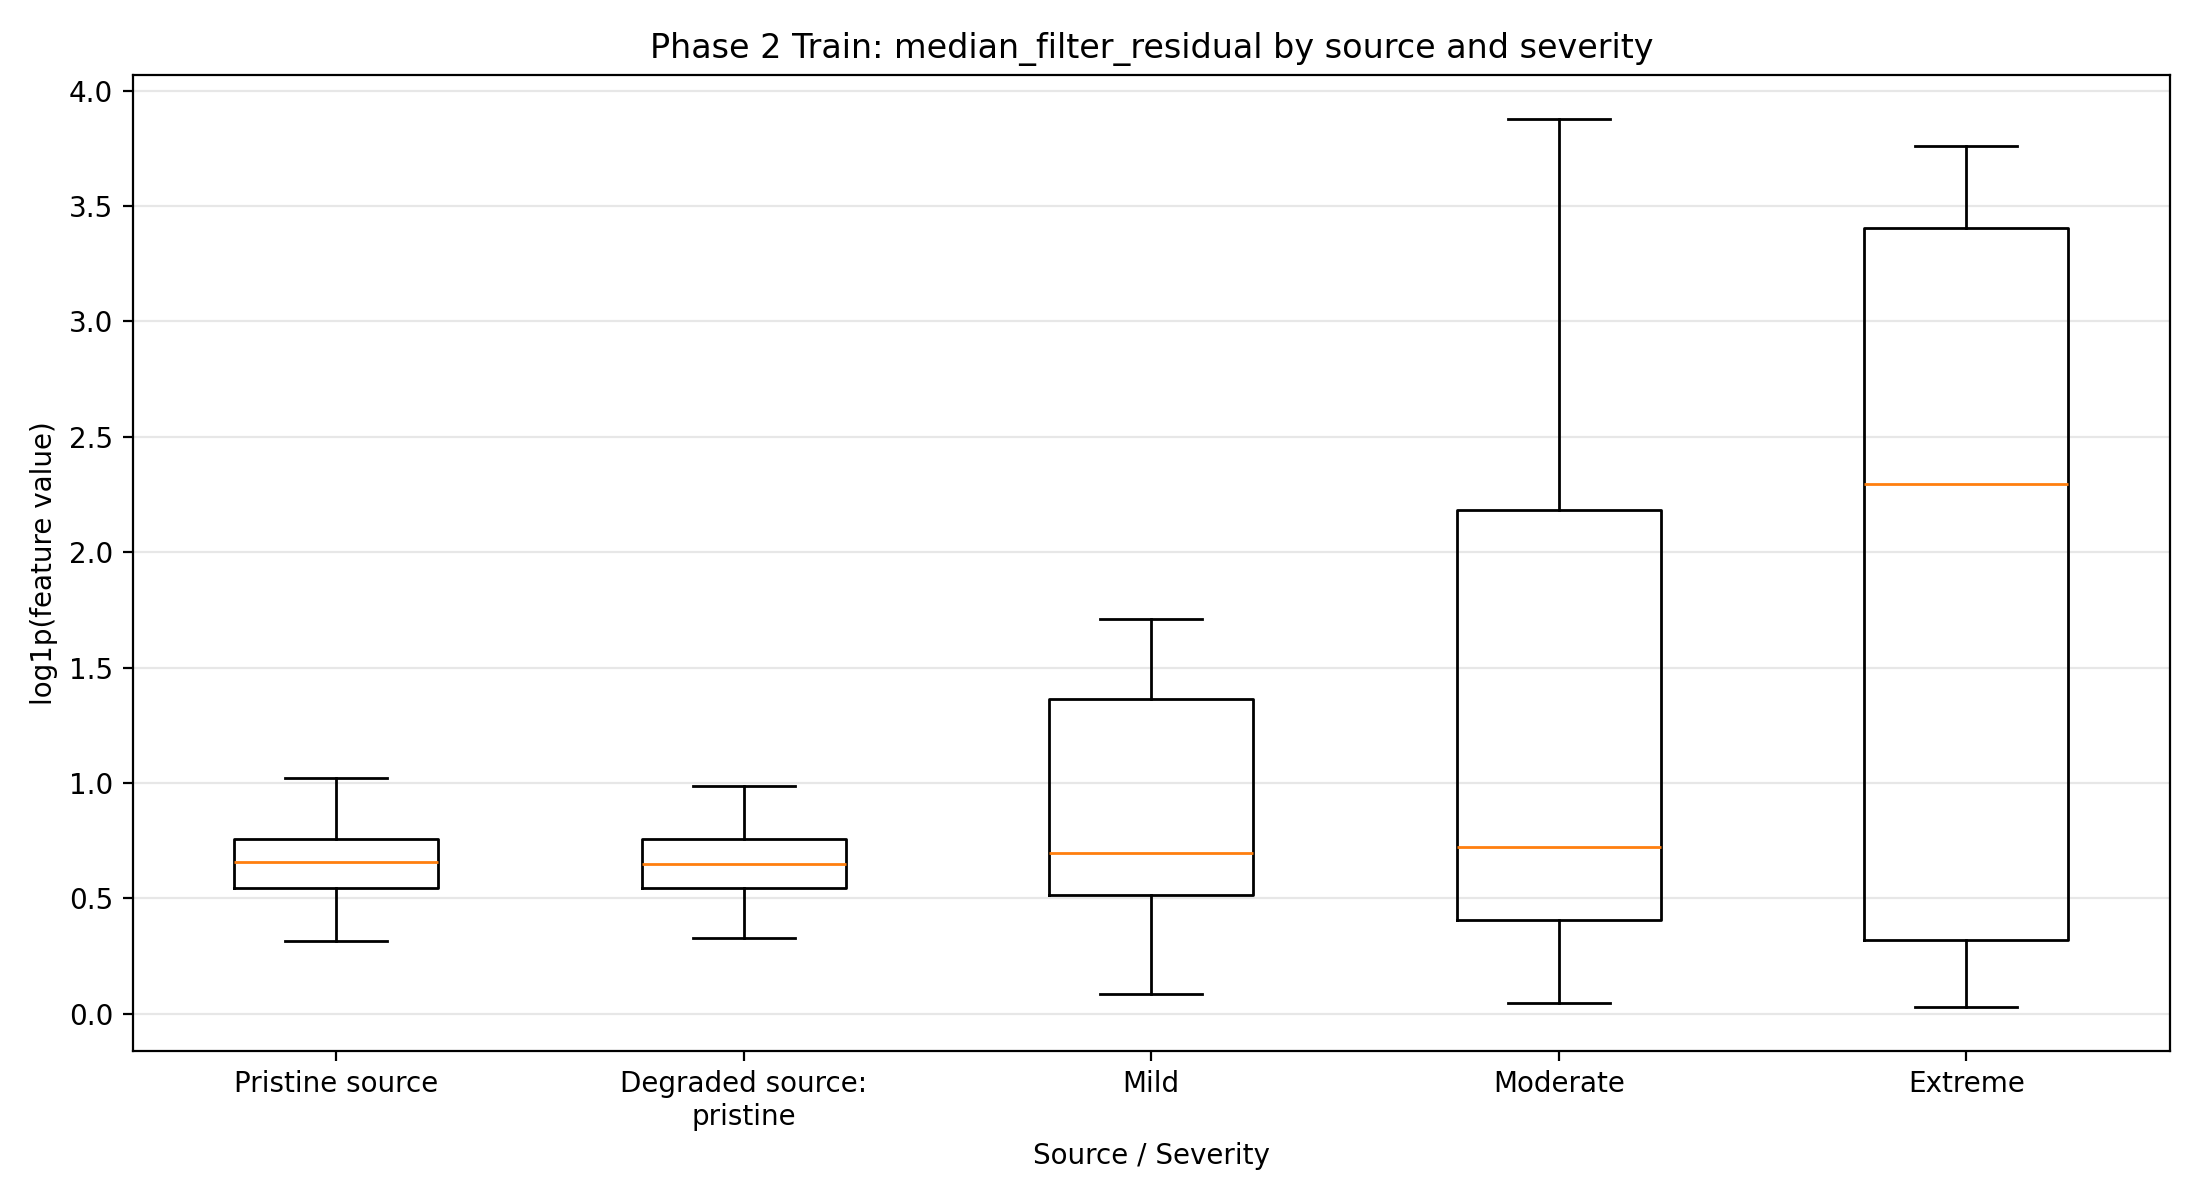 Phase 2 Train: median_filter_residual by source and severity
log1p(feature value)
4.0
3.5
3.0
2.5
2.0
1.5
1.0
0.5
0.0
Pristine source
Degraded source:
pristine
Mild
Moderate
Extreme
Source / Severity